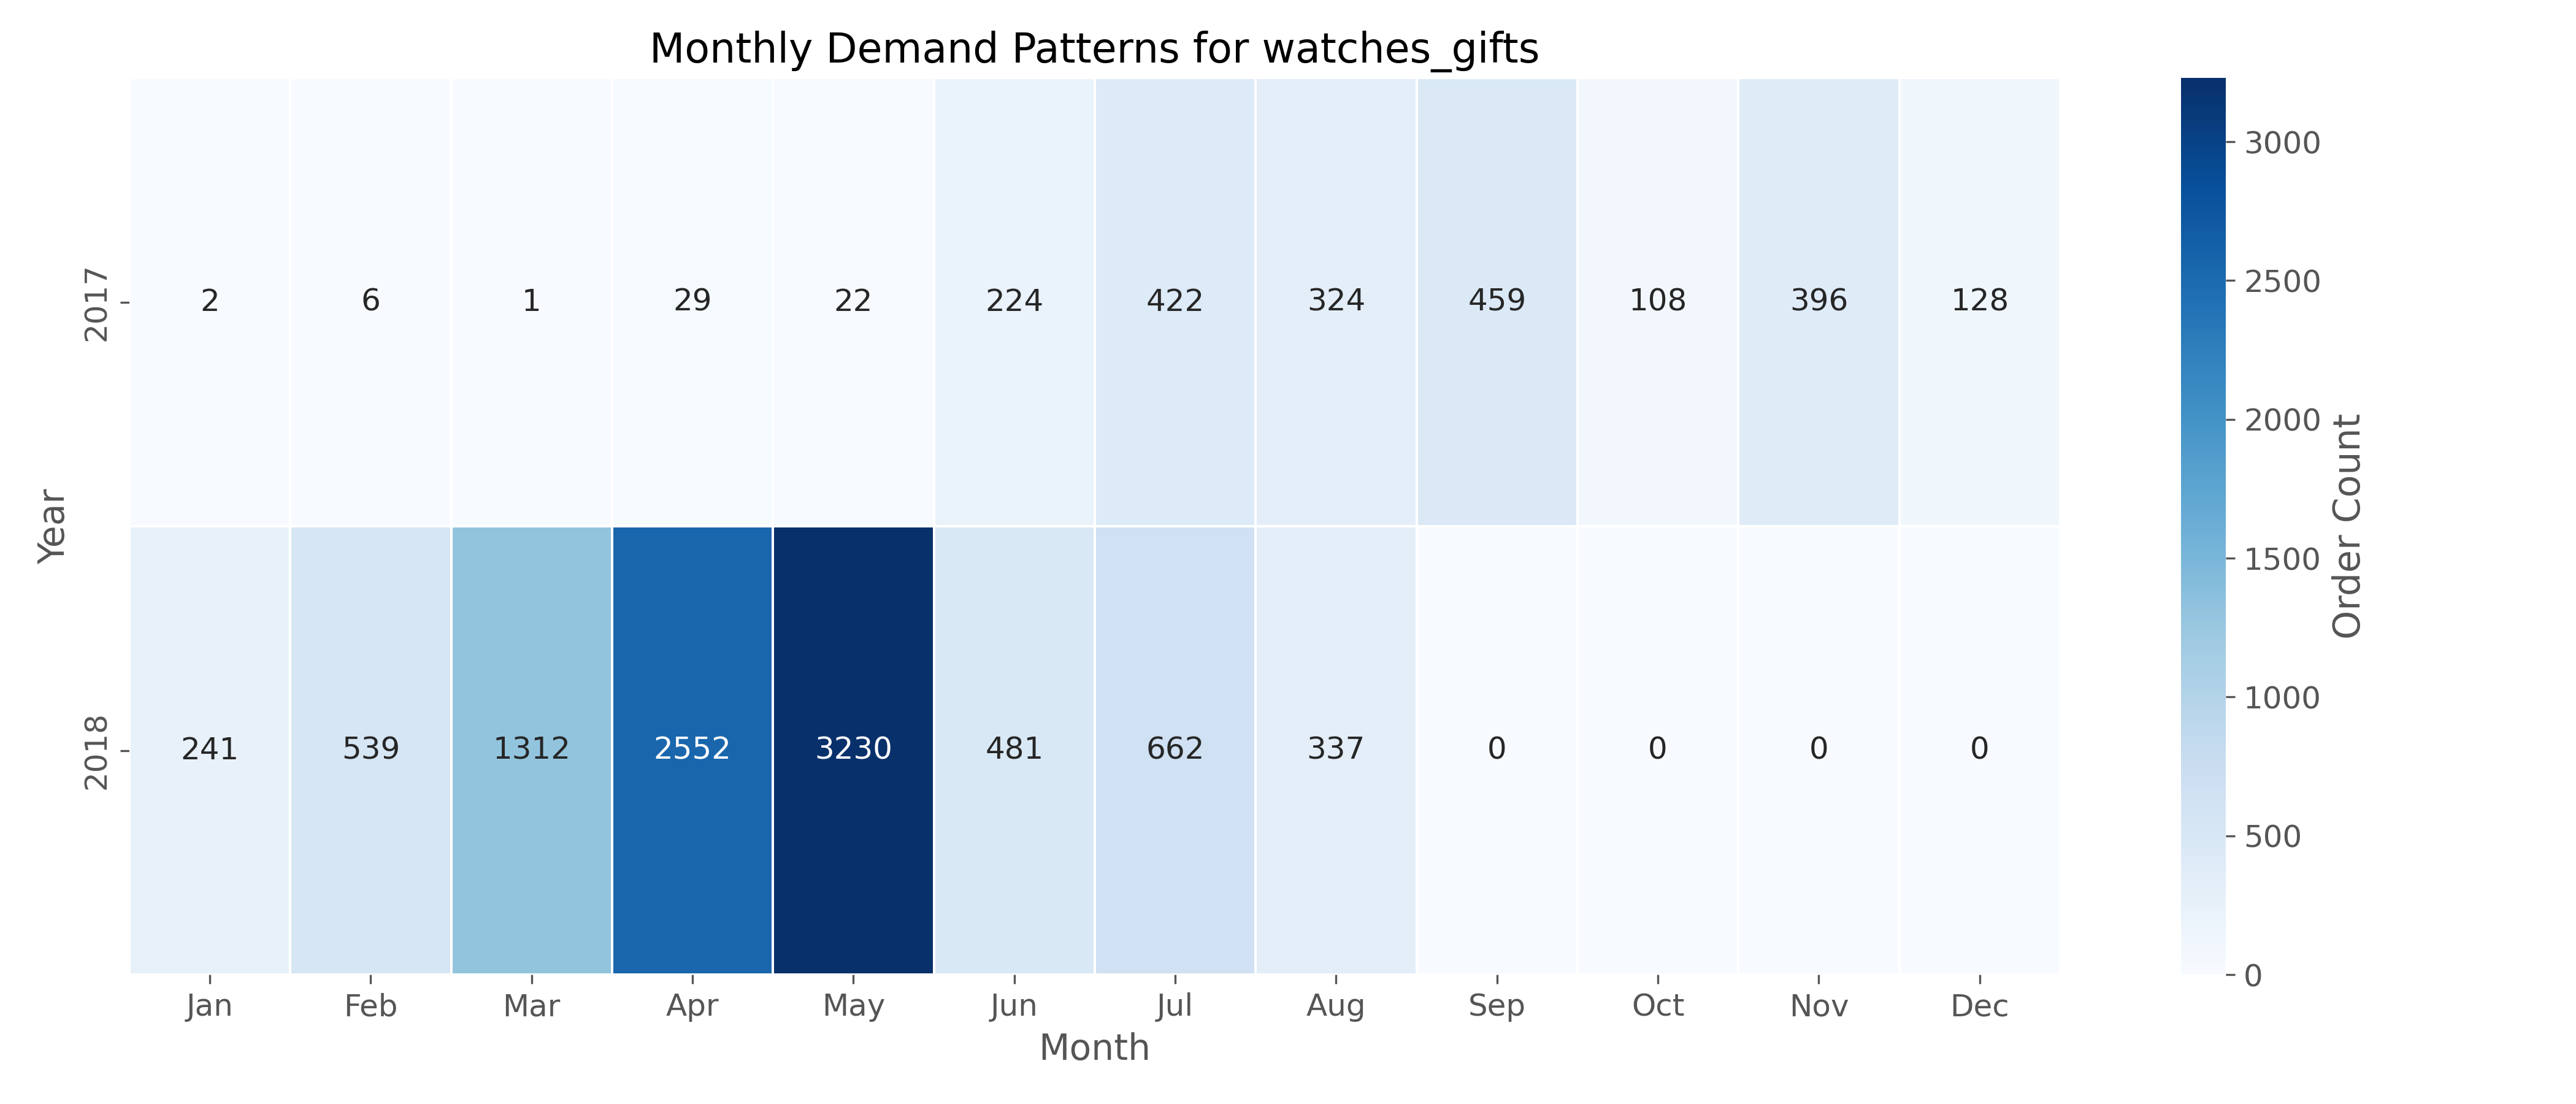 Monthly Demand Patterns for watches_gifts
Year
2017
2 6 1 29 22 224 422 324 459 108 396 128
2018
241 539 1312 2552 3230 481 662 337 0 0 0 0
Jan Feb Mar Apr May Jun Jul Aug Sep Oct Nov Dec
Month
3000
2500
2000
1500
1000
500
0
Order Count